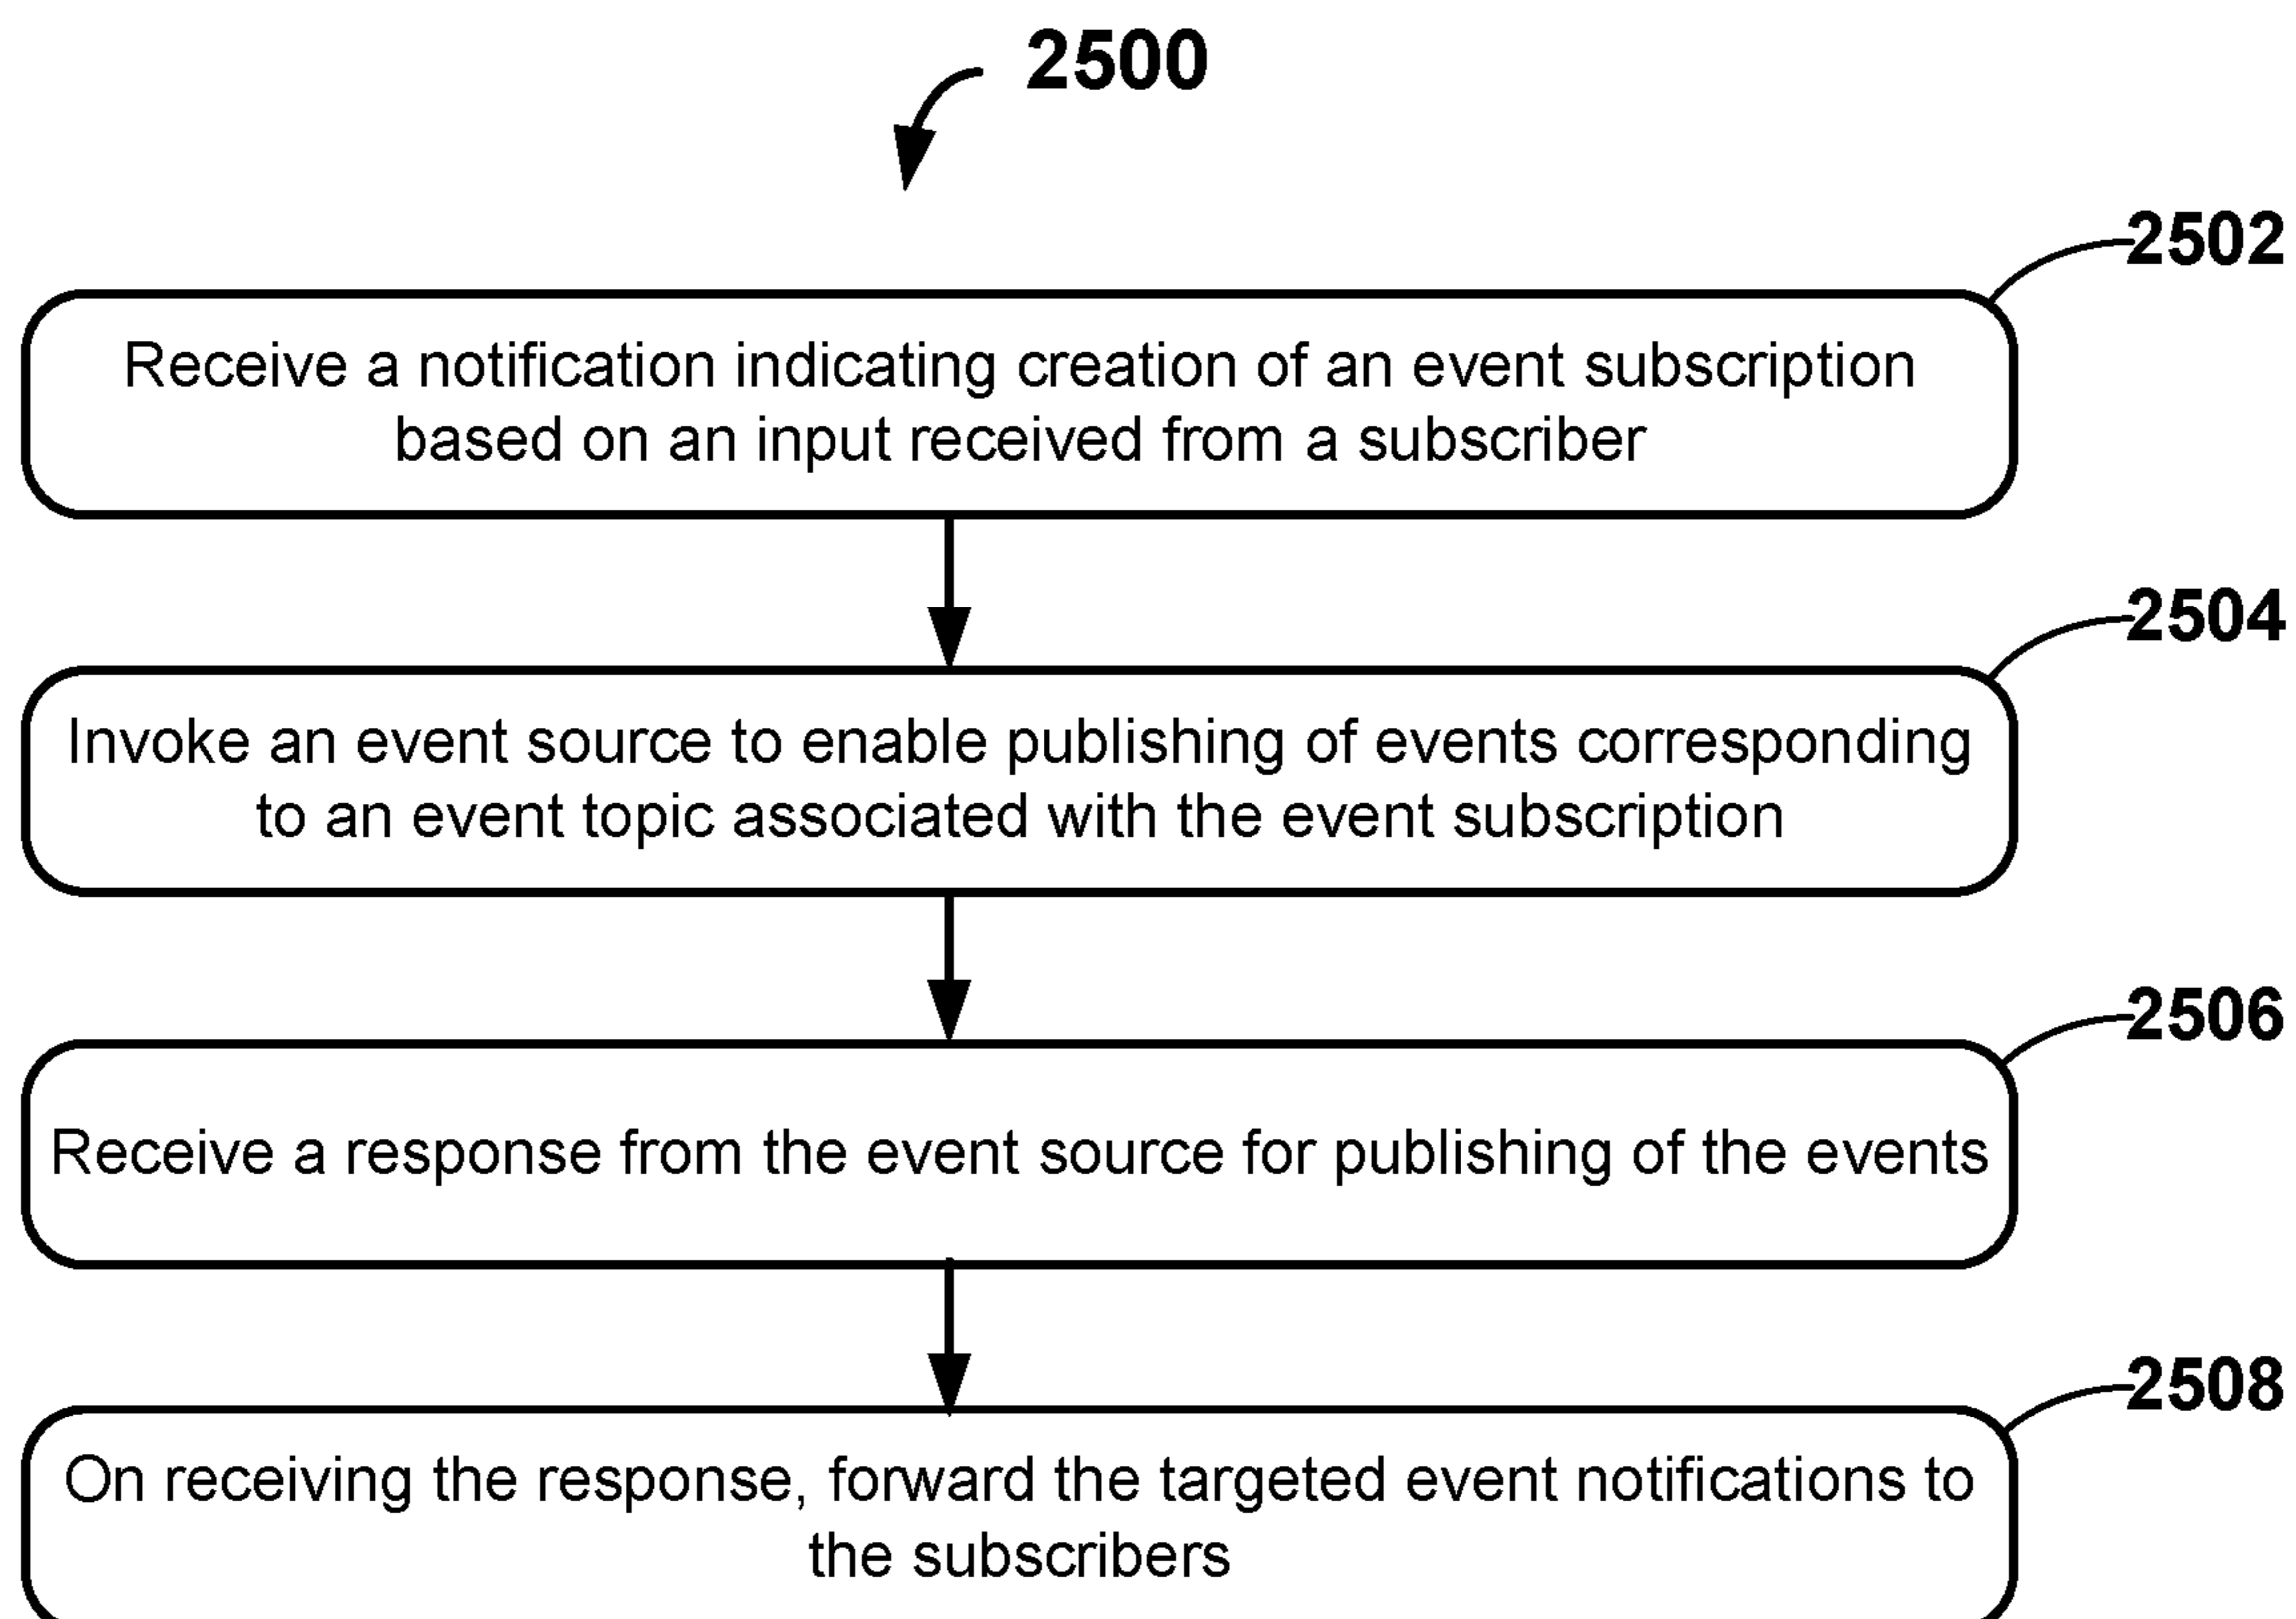 2500
2502
Receive a notification indicating creation of an event subscription
based on an input received from a subscriber
2504
Invoke an event source to enable publishing of events corresponding
to an event topic associated with the event subscription
2506
Receive a response from the event source for publishing of the events
2508
On receiving the response, forward the targeted event notifications to
the subscribers